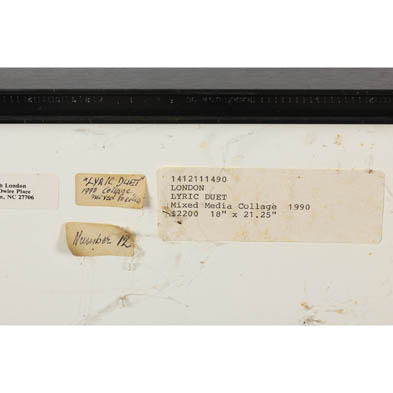 London
Dwire Place
NC 27706
"LYRIC DUET"
1990 Collage
Number 12
1412111490
LONDON
LYRIC DUET
Mixed Media Collage 1990
$2200 18" x 21.25"